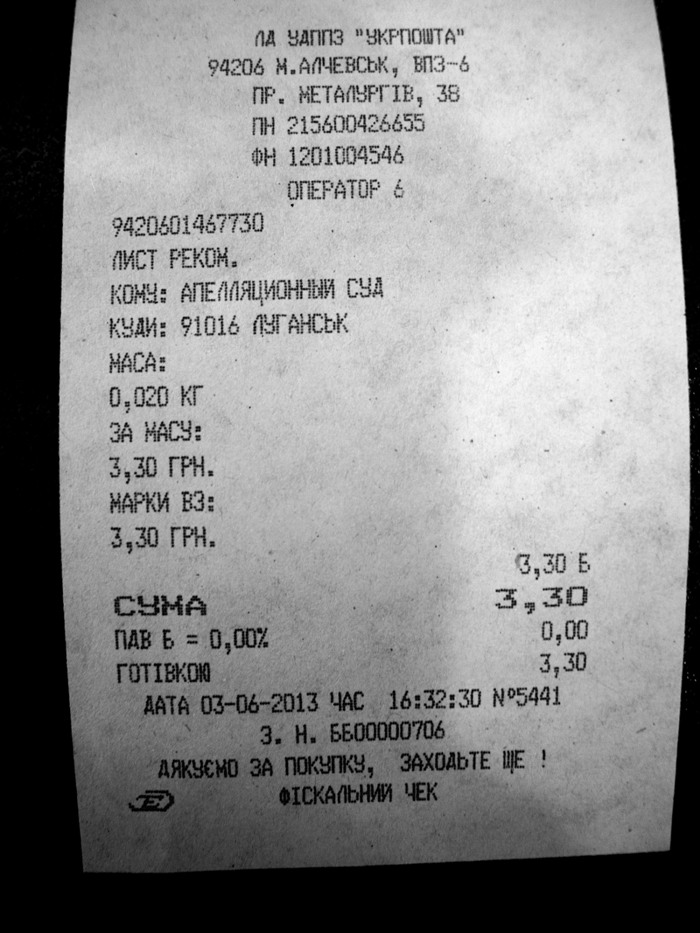 ЛД УДППЗ "УКРПОШТА"
94206 М.АЛЧЕВСЬК, ВПЗ-6
ПР. МЕТАЛУРГІВ, 38
ПН 215600426655
ФН 1201004546
ОПЕРАТОР 6
9420601467730
ЛИСТ РЕКОМ.
КОМУ: АПЕЛЛЯЦИОННЫЙ СУД
КУДИ: 91016 ЛУГАНСЬК
МАСА:
0,020 КГ
ЗА МАСУ:
3,30 ГРН.
МАРКИ ВЗ:
3,30 ГРН.
3,30 Б
СУМА 3,30
ПДВ Б = 0,00% 0,00
ГОТІВКОЮ 3,30
ДАТА 03-06-2013 ЧАС 16:32:30 №5441
З. Н. ББ00000706
ДЯКУЄМО ЗА ПОКУПКУ, ЗАХОДЬТЕ ЩЕ !
ФІСКАЛЬНИЙ ЧЕК